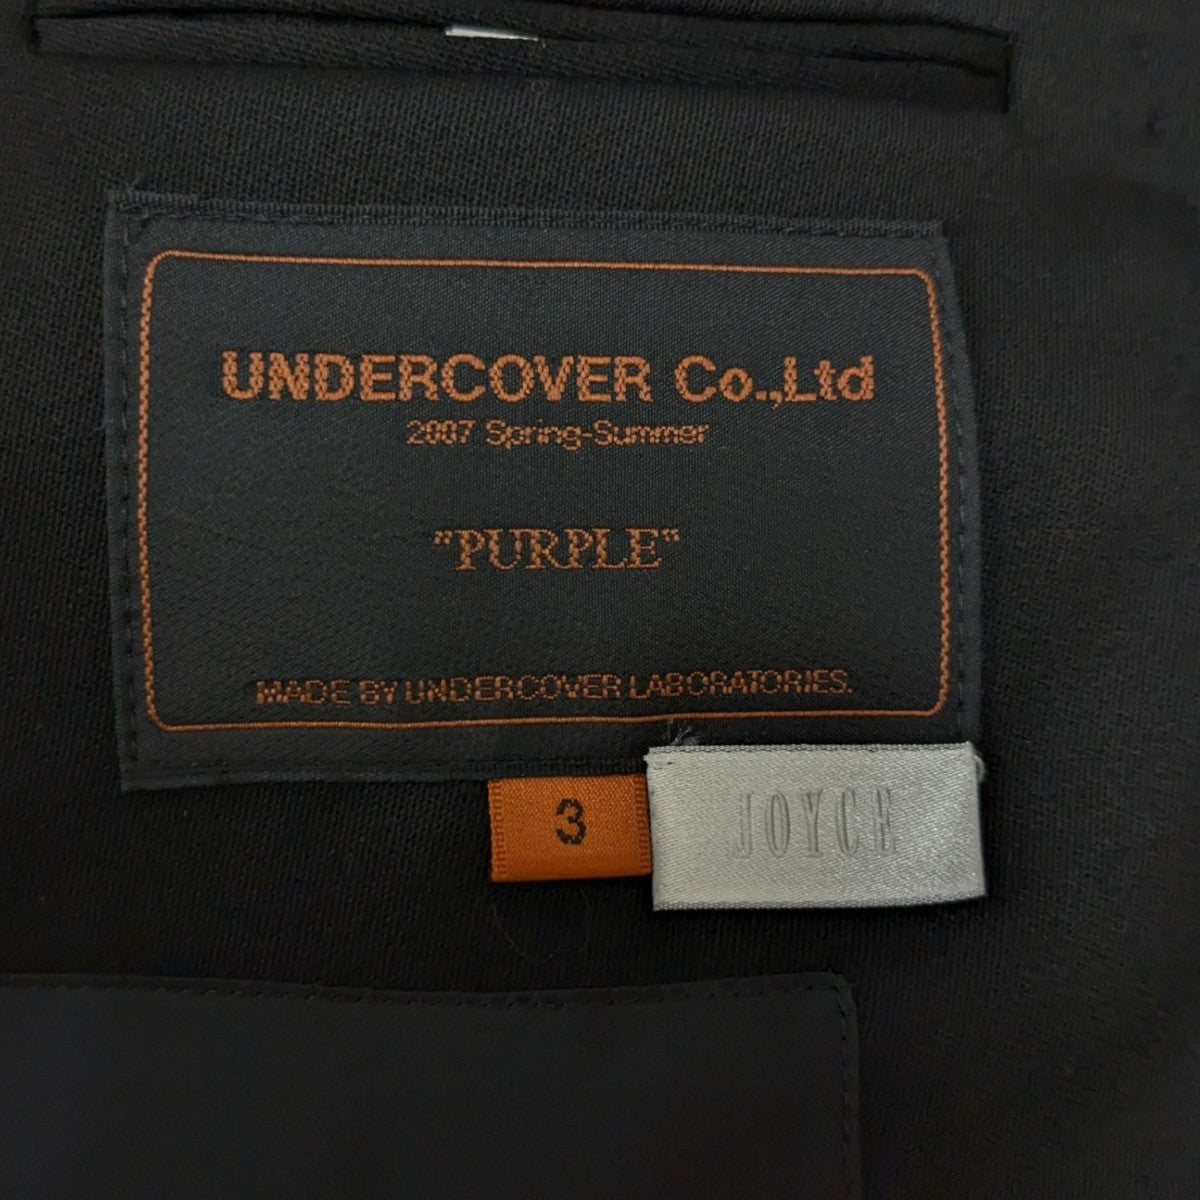 UNDERCOVER Co.,Ltd
2007 Spring-Summer
"PURPLE"
MADE BY UNDERCOVER LABORATORIES.
3
JOYCE